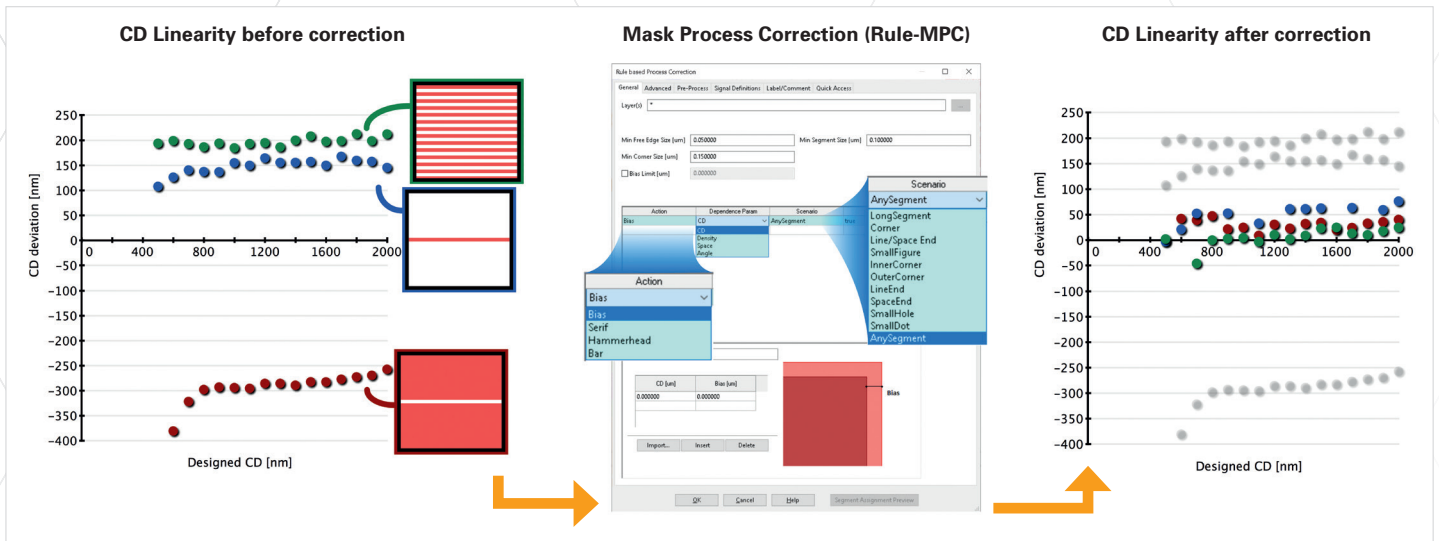 CD Linearity before correction
Mask Process Correction (Rule-MPC)
CD Linearity after correction
CD deviation [nm]
250
200
150
100
50
0
−50
−100
−150
−200
−250
−300
−350
−400
0 400 800 1200 1600 2000
Designed CD [nm]
Rule based Process Correction
General Advanced Pre-Process Signal Definitions Label/Comment Quick Access
Layer(s) *
...
Min Free Edge Size [um] 0.050000 Min Segment Size [um] 0.100000
Min Corner Size [um] 0.150000
Bias Limit [um] 0.000000
Action Dependence Param Scenario
Bias CD AnySegment true
CD
Density
Space
Angle
Action
Bias
Bias
Serif
Hammerhead
Bar
Scenario
AnySegment
LongSegment
Corner
Line/Space End
SmallFigure
InnerCorner
OuterCorner
LineEnd
SpaceEnd
SmallHole
SmallDot
AnySegment
CD [um] Bias [um]
0.000000 0.000000
Bias
Import... Insert Delete
OK Cancel Help Segment Assignment Preview
CD deviation [nm]
250
200
150
100
50
0
−50
−100
−150
−200
−250
−300
−350
−400
0 400 800 1200 1600 2000
Designed CD [nm]